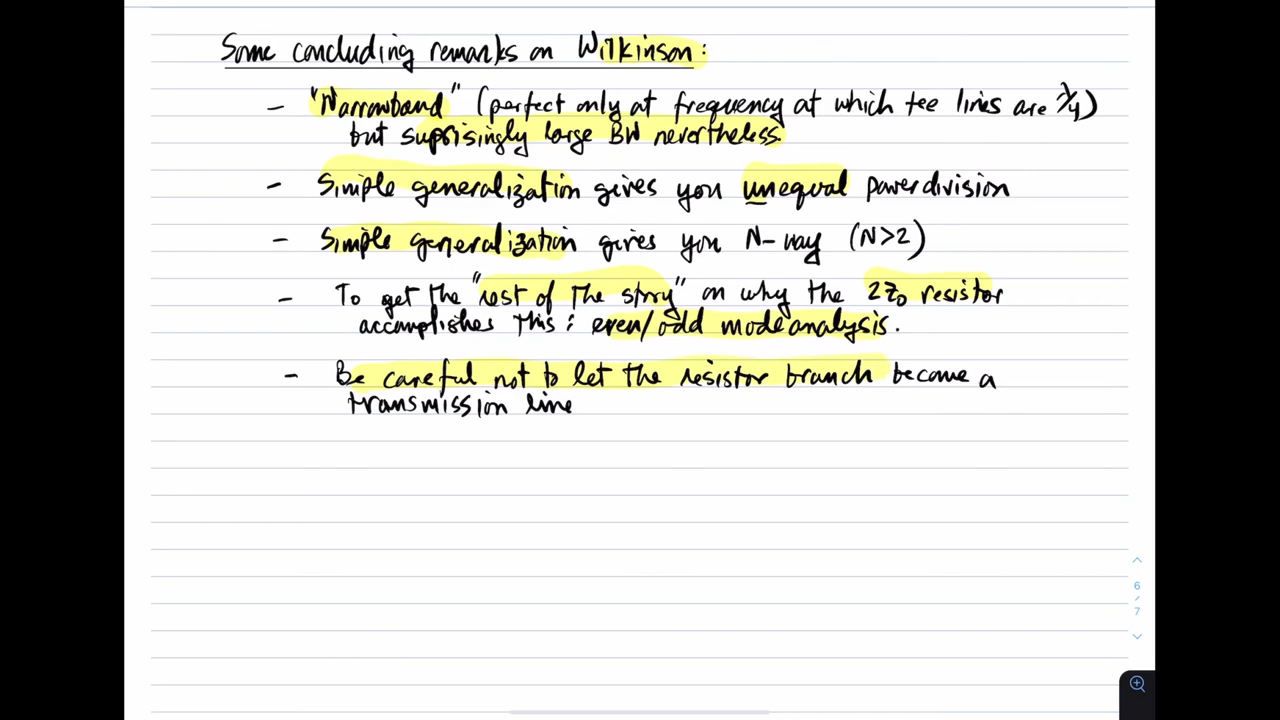 Some concluding remarks on Wilkinson:
- "Narrowband" (perfect only at frequency at which tee lines are λ/4)
but suprisingly large BW nevertheless.
- Simple generalization gives you unequal power division
- Simple generalization gives you N-way (N>2)
- To get the "rest of the story" on why the 2Z₀ resistor
accomplishes this: even/odd mode analysis.
- Be careful not to let the resistor branch become a
transmission line
6
/
7